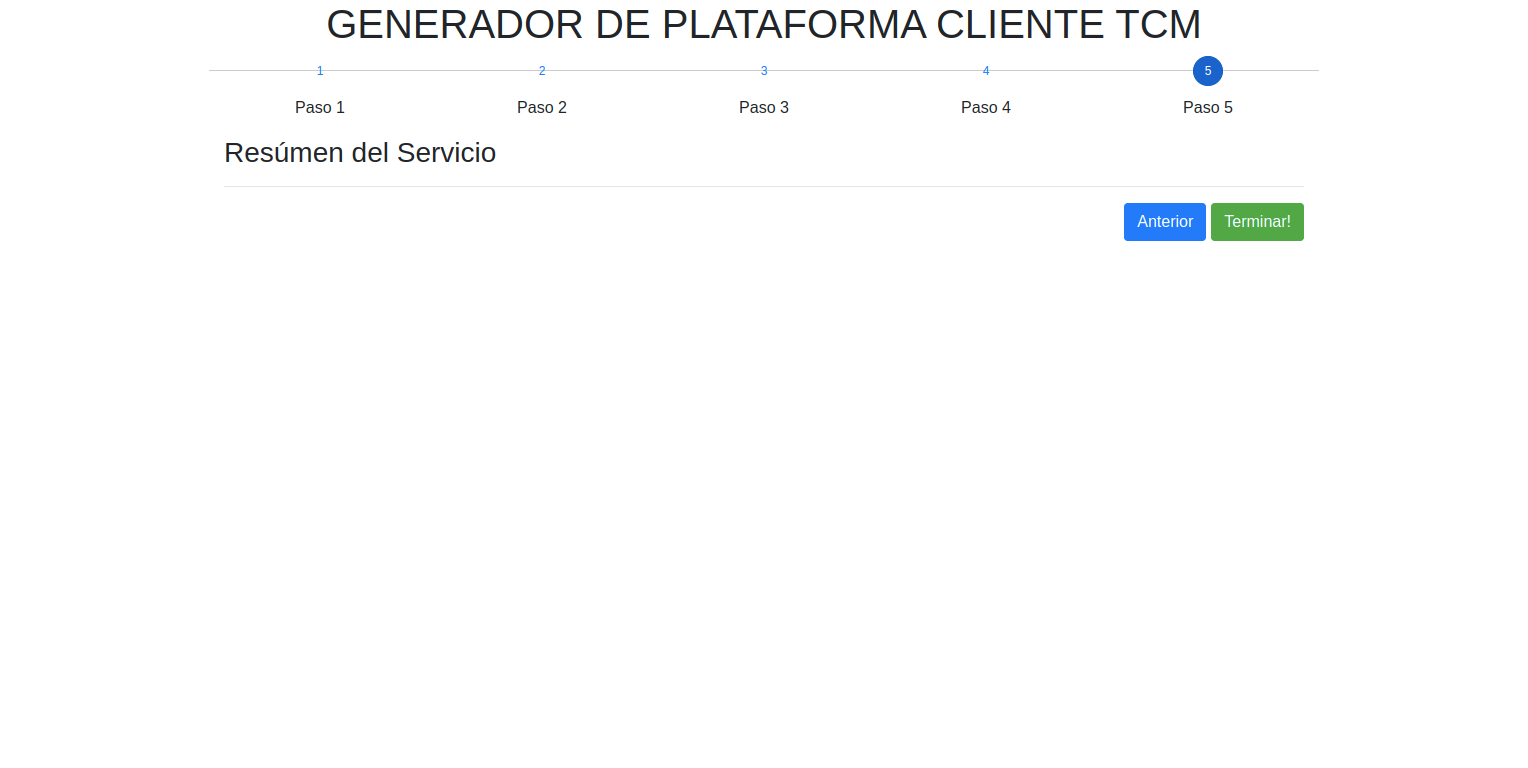 GENERADOR DE PLATAFORMA CLIENTE TCM
1 2 3 4 5
Paso 1 Paso 2 Paso 3 Paso 4 Paso 5
Resúmen del Servicio
Anterior Terminar!